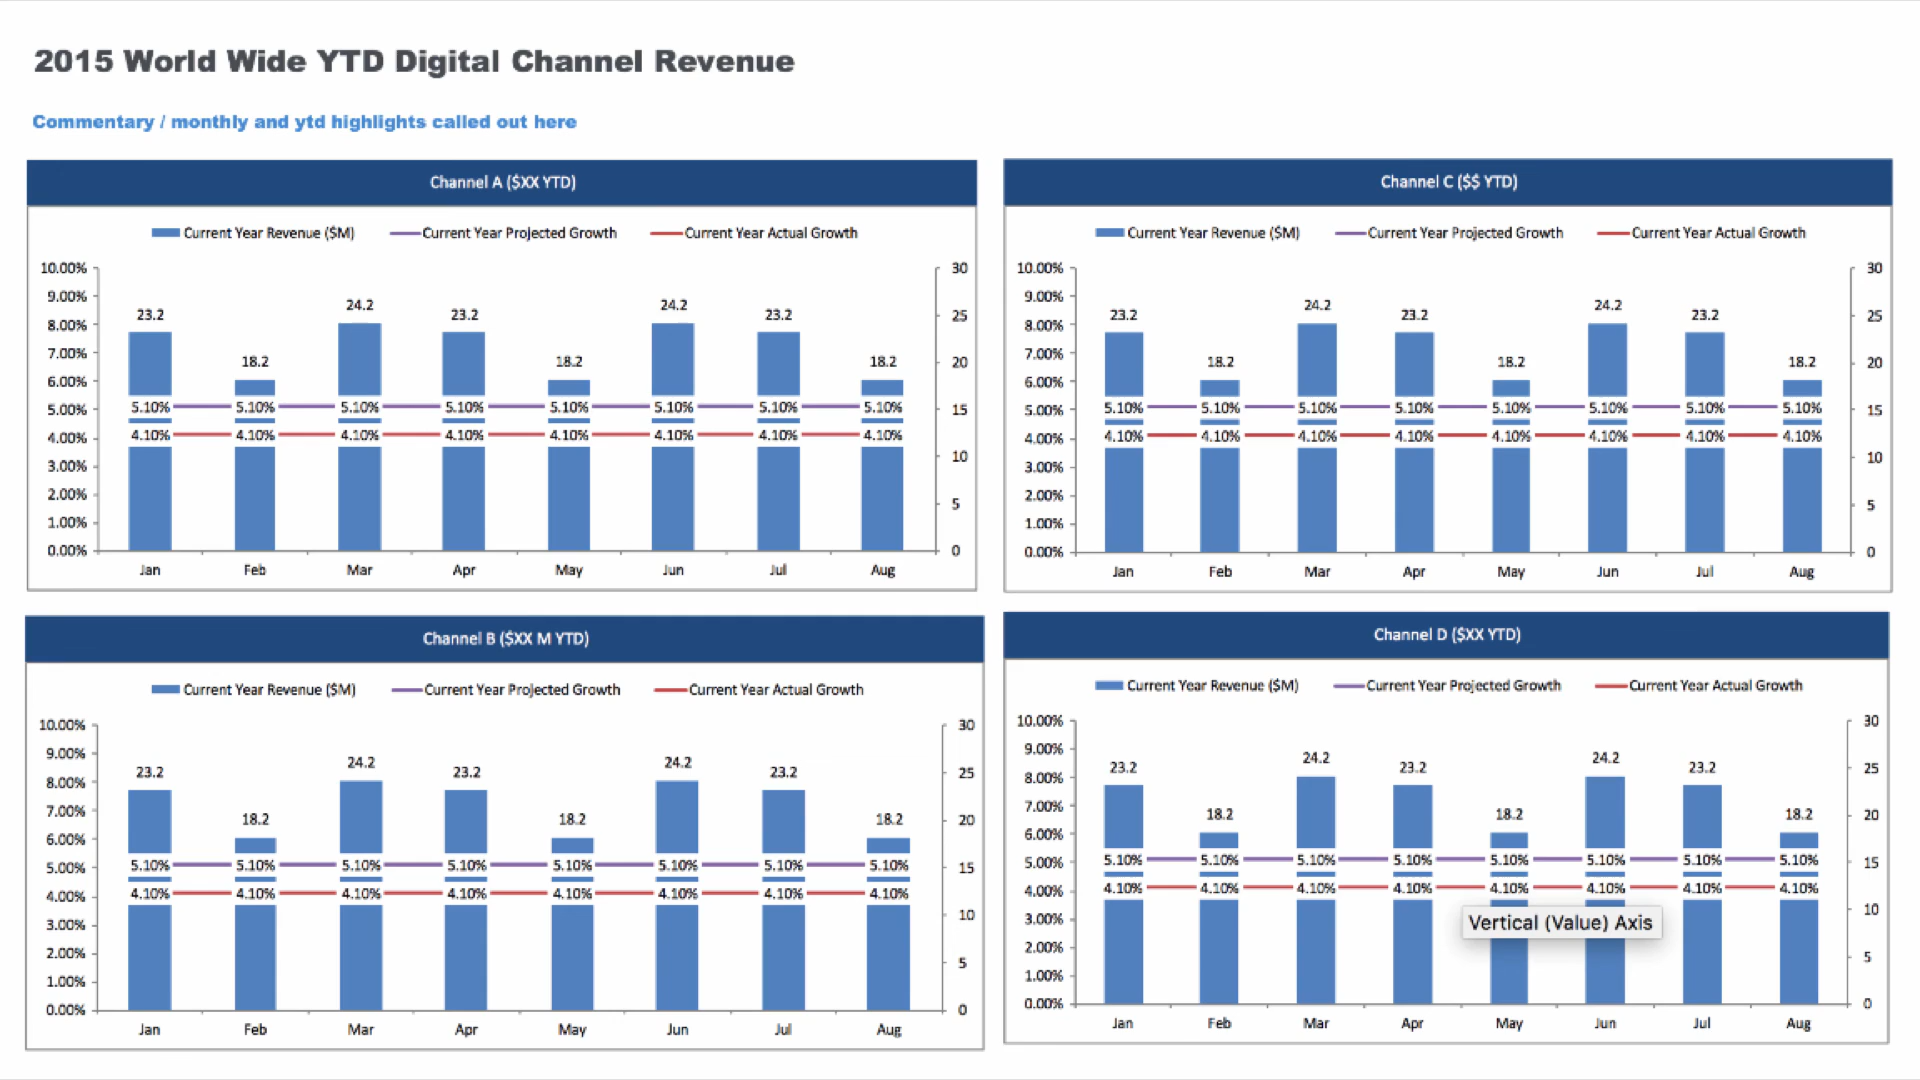 2015 World Wide YTD Digital Channel Revenue
Commentary / monthly and ytd highlights called out here
Channel A ($XX YTD)
Current Year Revenue ($M) Current Year Projected Growth Current Year Actual Growth
10.00% 30
9.00%
8.00% 25
7.00%
6.00% 20
5.00% 15
4.00%
3.00% 10
2.00%
1.00% 5
0.00% 0
23.2 18.2 24.2 23.2 18.2 24.2 23.2 18.2
5.10% 5.10% 5.10% 5.10% 5.10% 5.10% 5.10% 5.10%
4.10% 4.10% 4.10% 4.10% 4.10% 4.10% 4.10% 4.10%
Jan Feb Mar Apr May Jun Jul Aug
Channel C ($$ YTD)
Current Year Revenue ($M) Current Year Projected Growth Current Year Actual Growth
10.00% 30
9.00%
8.00% 25
7.00%
6.00% 20
5.00% 15
4.00%
3.00% 10
2.00%
1.00% 5
0.00% 0
23.2 18.2 24.2 23.2 18.2 24.2 23.2 18.2
5.10% 5.10% 5.10% 5.10% 5.10% 5.10% 5.10% 5.10%
4.10% 4.10% 4.10% 4.10% 4.10% 4.10% 4.10% 4.10%
Jan Feb Mar Apr May Jun Jul Aug
Channel B ($XX M YTD)
Current Year Revenue ($M) Current Year Projected Growth Current Year Actual Growth
10.00% 30
9.00%
8.00% 25
7.00%
6.00% 20
5.00% 15
4.00%
3.00% 10
2.00%
1.00% 5
0.00% 0
23.2 18.2 24.2 23.2 18.2 24.2 23.2 18.2
5.10% 5.10% 5.10% 5.10% 5.10% 5.10% 5.10% 5.10%
4.10% 4.10% 4.10% 4.10% 4.10% 4.10% 4.10% 4.10%
Jan Feb Mar Apr May Jun Jul Aug
Channel D ($XX YTD)
Current Year Revenue ($M) Current Year Projected Growth Current Year Actual Growth
10.00% 30
9.00%
8.00% 25
7.00%
6.00% 20
5.00% 15
4.00%
3.00% 10
2.00%
1.00% 5
0.00% 0
23.2 18.2 24.2 23.2 18.2 24.2 23.2 18.2
5.10% 5.10% 5.10% 5.10% 5.10% 5.10% 5.10% 5.10%
4.10% 4.10% 4.10% 4.10% 4.10% 4.10% 4.10% 4.10%
Vertical (Value) Axis
Jan Feb Mar Apr May Jun Jul Aug